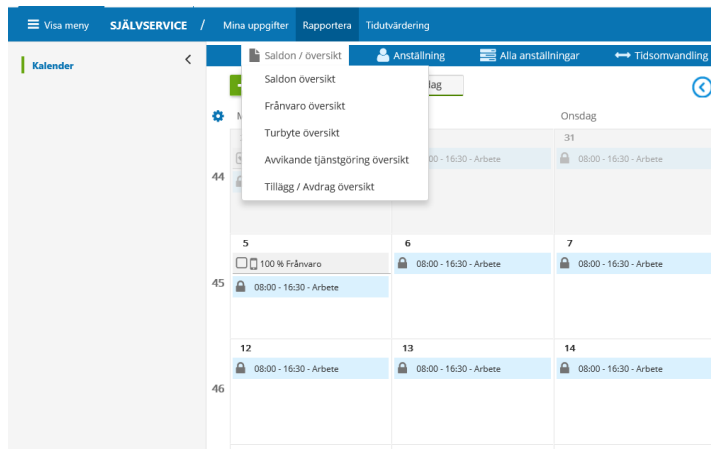 Visa meny SJÄLVSERVICE / Mina uppgifter Rapportera Tidutvärdering
Kalender
Saldon / översikt Anställning Alla anställningar Tidsomvandling
Saldon översikt
Frånvaro översikt
Turbyte översikt
Avvikande tjänstgöring översikt
Tillägg / Avdrag översikt
lag
M Onsdag
31
00 - 16:30 - Arbete 08:00 - 16:30 - Arbete
44
5 6 7
100 % Frånvaro 08:00 - 16:30 - Arbete 08:00 - 16:30 - Arbete
45 08:00 - 16:30 - Arbete
12 13 14
08:00 - 16:30 - Arbete 08:00 - 16:30 - Arbete 08:00 - 16:30 - Arbete
46